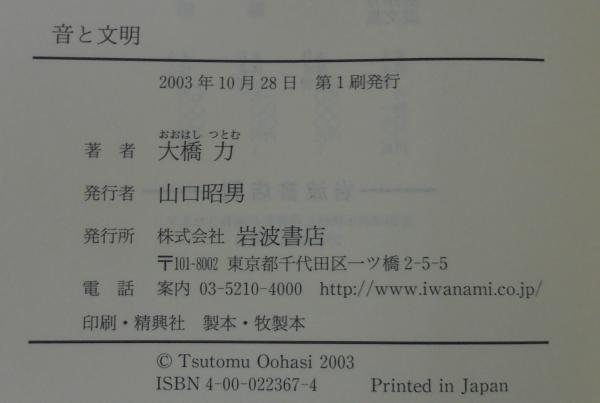 音と文明
2003年10月28日 第1刷発行
おおはし つとむ
著者 大橋 力
発行者 山口昭男
発行所 株式会社 岩波書店
〒101-8002 東京都千代田区一ツ橋2-5-5
電話 案内 03-5210-4000 http://www.iwanami.co.jp/
印刷・精興社 製本・牧製本
© Tsutomu Oohasi 2003
ISBN 4-00-022367-4 Printed in Japan